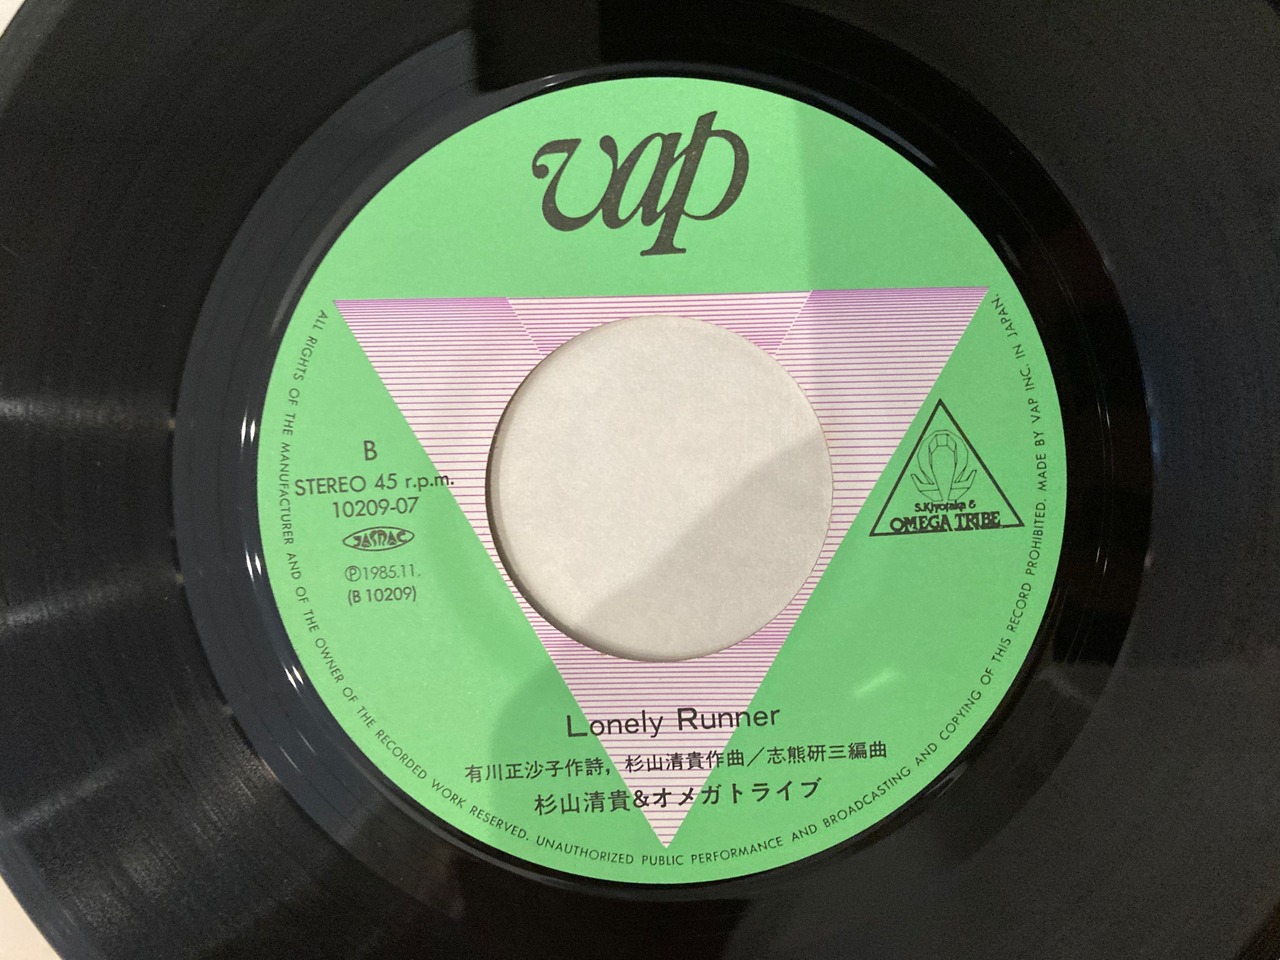 vap
B
STEREO 45 r.p.m.
10209-07
JASRAC
Ⓟ1985.11.
(B 10209)
S.Kiyotaka &
OMEGA TRIBE
Lonely Runner
有川正沙子作詩, 杉山清貴作曲／志熊研三編曲
杉山清貴&オメガトライブ
ALL RIGHTS OF THE MANUFACTURER AND OF THE OWNER OF THE RECORDED WORK RESERVED. UNAUTHORIZED PUBLIC PERFORMANCE AND BROADCASTING AND COPYING OF THIS RECORD PROHIBITED. MADE BY VAP INC. IN JAPAN.